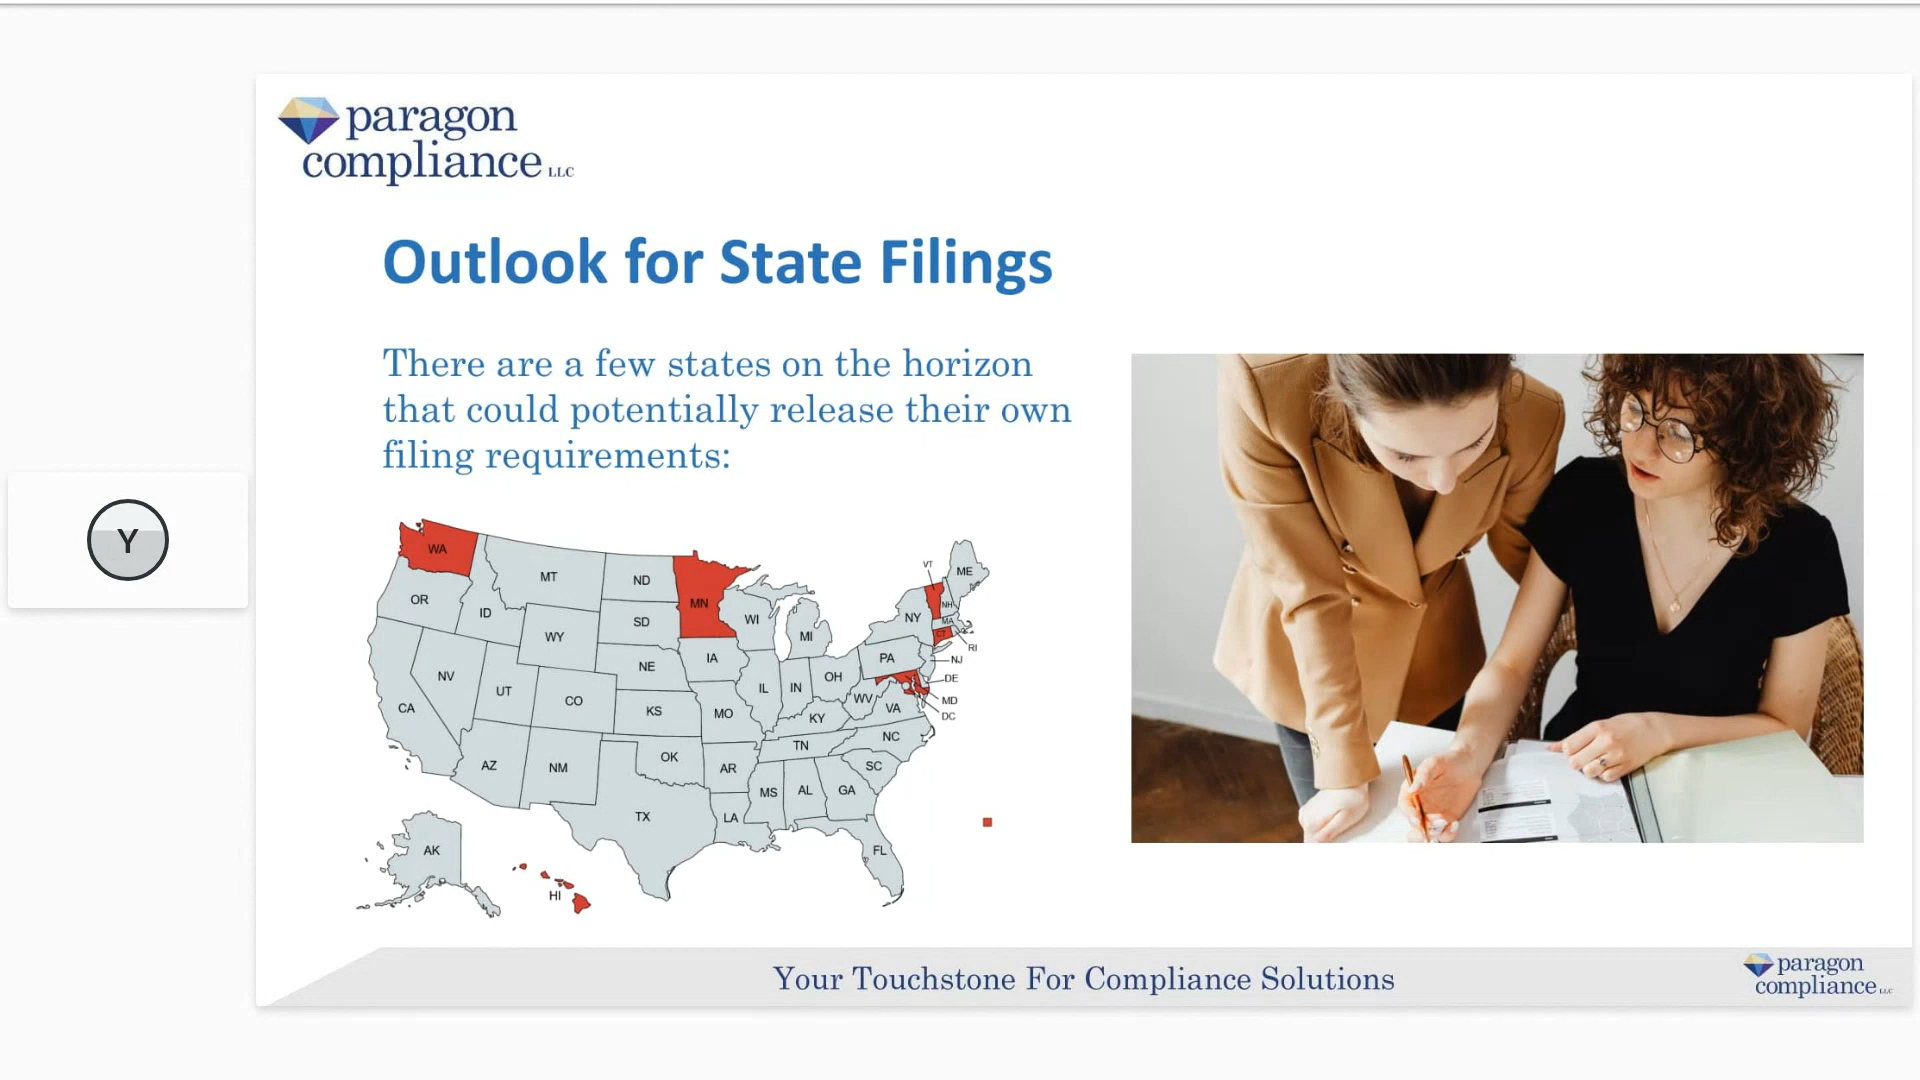 paragon
compliance LLC
Outlook for State Filings
There are a few states on the horizon
that could potentially release their own
filing requirements:
Y
WA
MT
ND
MN
VT
ME
OR
ID
SD
WI
NY
NH
MA
WY
MI
CT
RI
NV
UT
NE
IA
PA
NJ
CA
CO
IL
IN
OH
WV
DE
KS
MO
KY
VA
MD
DC
AZ
NM
OK
AR
TN
NC
SC
MS
AL
GA
TX
LA
AK
FL
HI
Your Touchstone For Compliance Solutions
paragon
compliance LLC